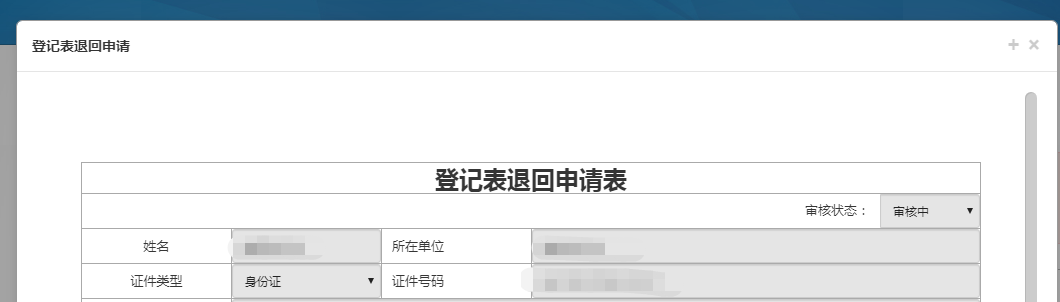 登记表退回申请
登记表退回申请表
审核状态： 审核中
姓名 所在单位
证件类型 身份证 证件号码